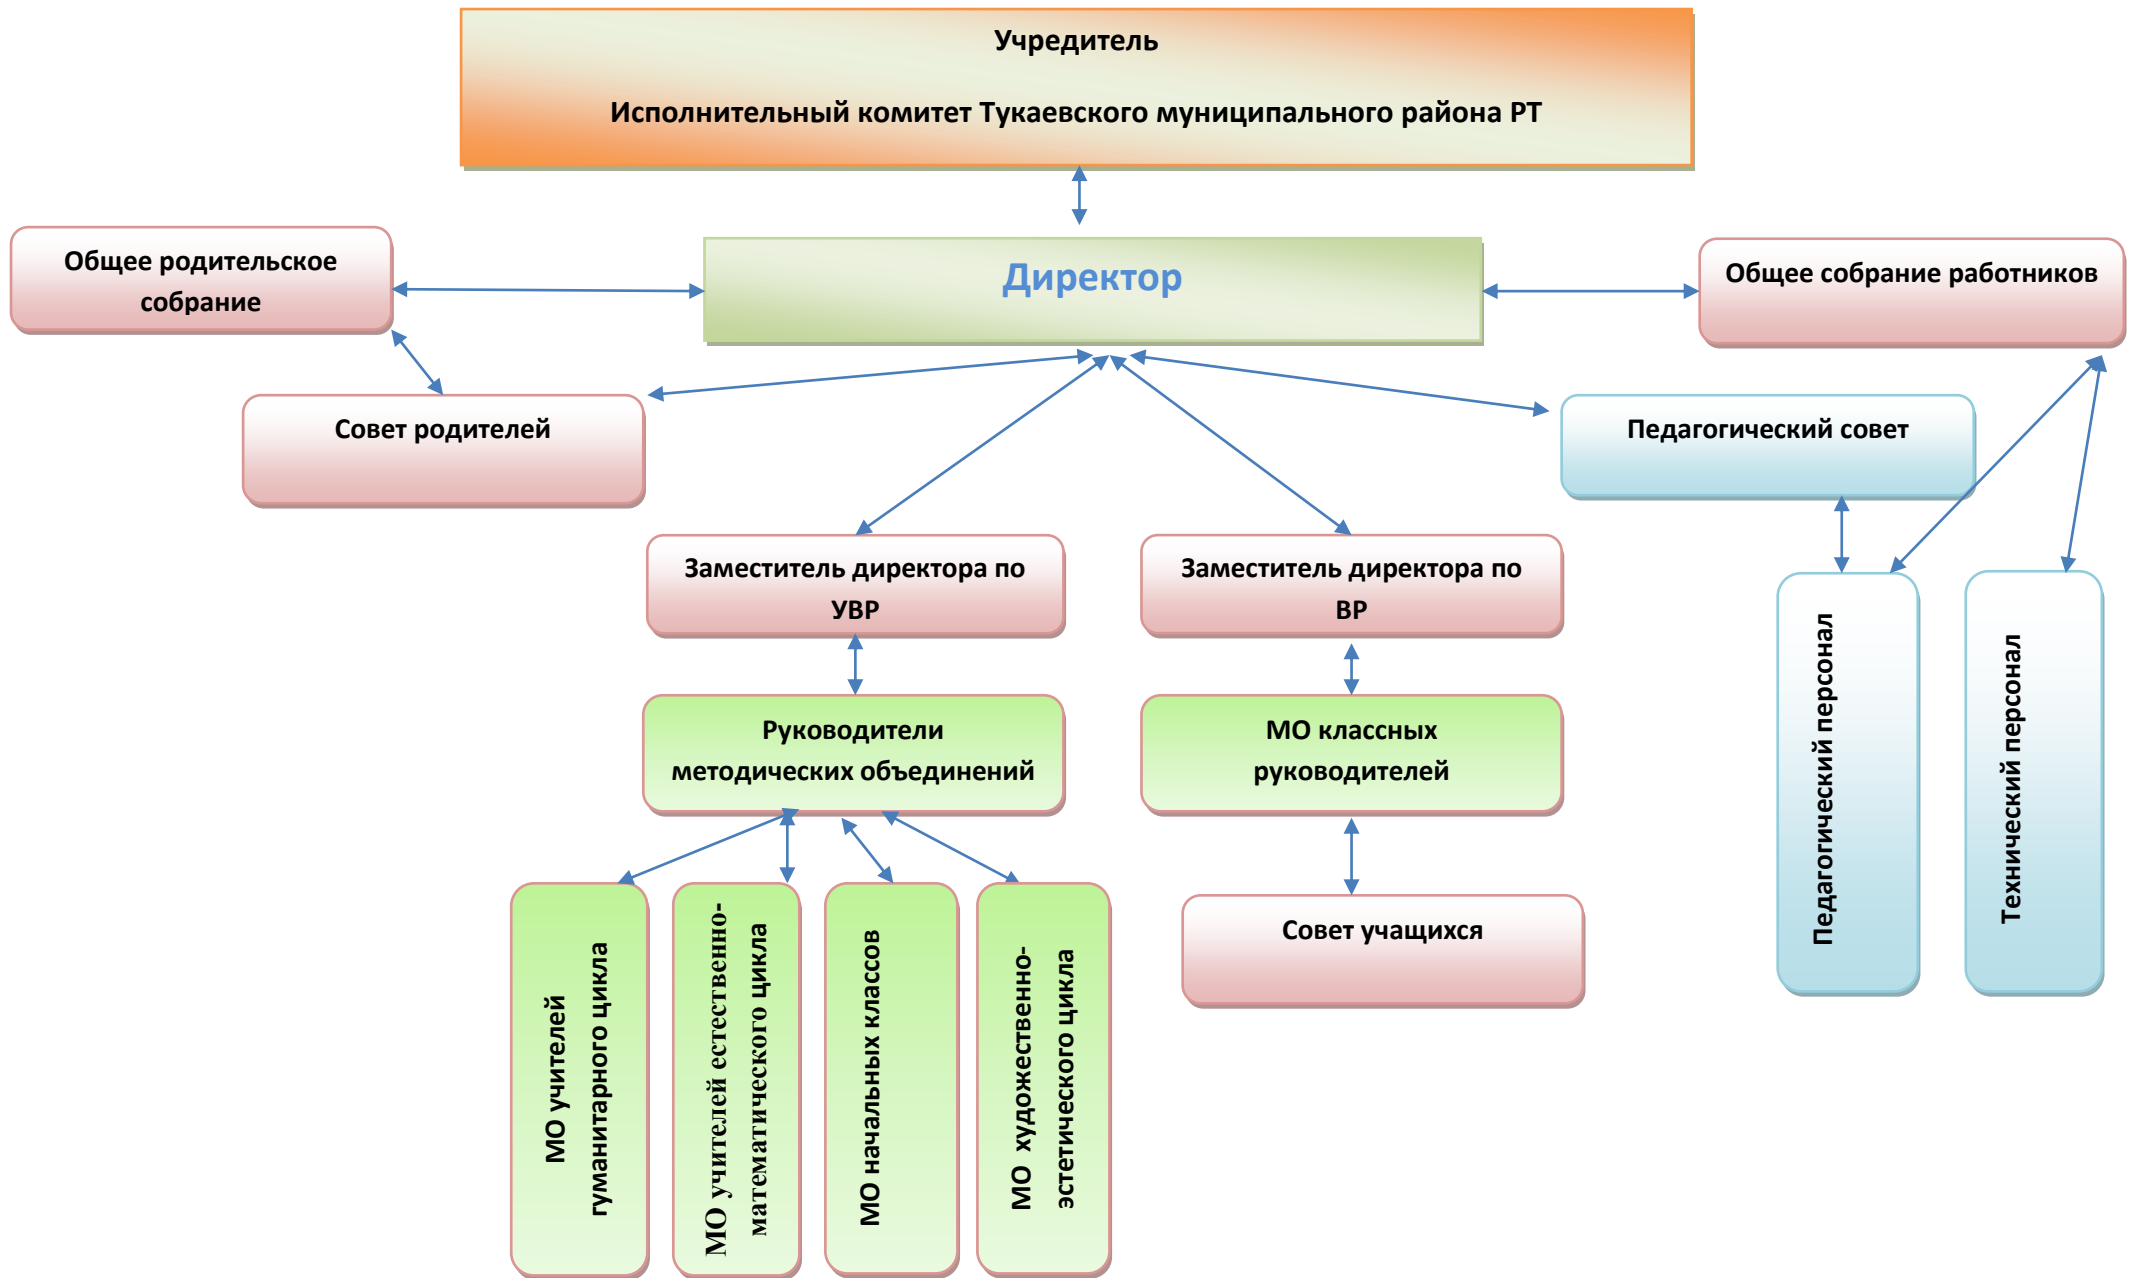 Учредитель
Исполнительный комитет Тукаевского муниципального района РТ
Общее родительское
собрание
Директор
Общее собрание работников
Совет родителей
Педагогический совет
Заместитель директора по
УВР
Заместитель директора по
ВР
Руководители
методических объединений
МО классных
руководителей
Педагогический персонал
Технический персонал
МО учителей
гуманитарного цикла
МО учителей естественно-
математического цикла
МО начальных классов
МО  художественно-
эстетического цикла
Совет учащихся